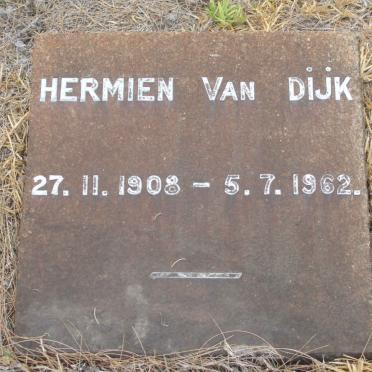 HERMIEN Van DIJK
27. 11. 1908 – 5. 7. 1962.